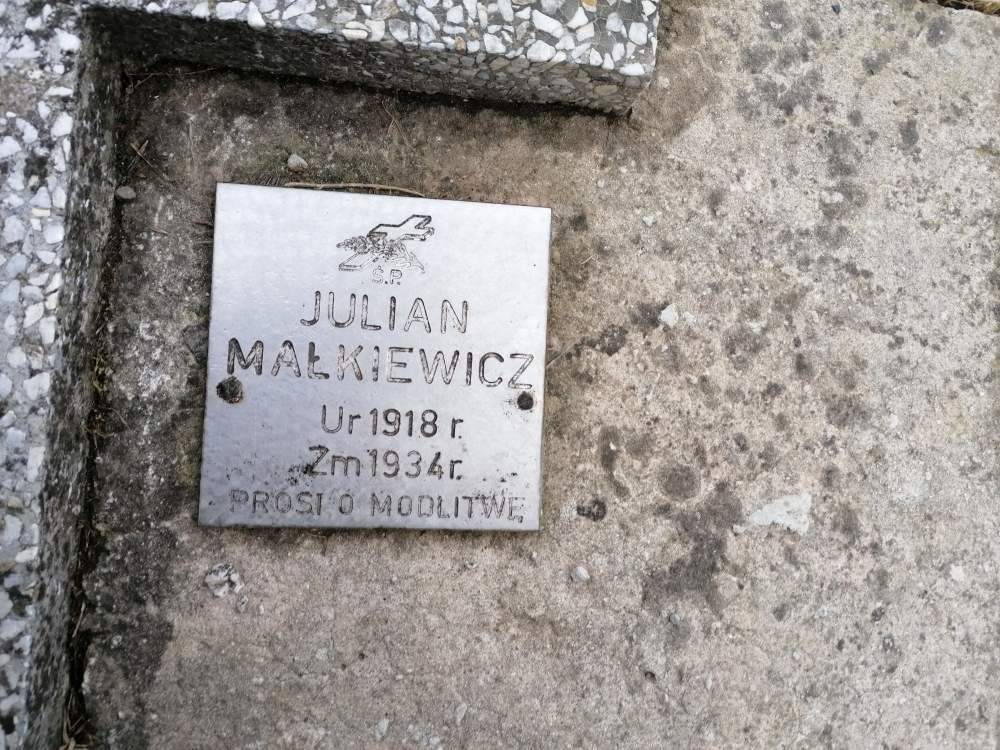 Ś.P.
JULIAN
MAŁKIEWICZ
Ur 1918 r.
Zm 1934 r.
PROSI O MODLITWĘ